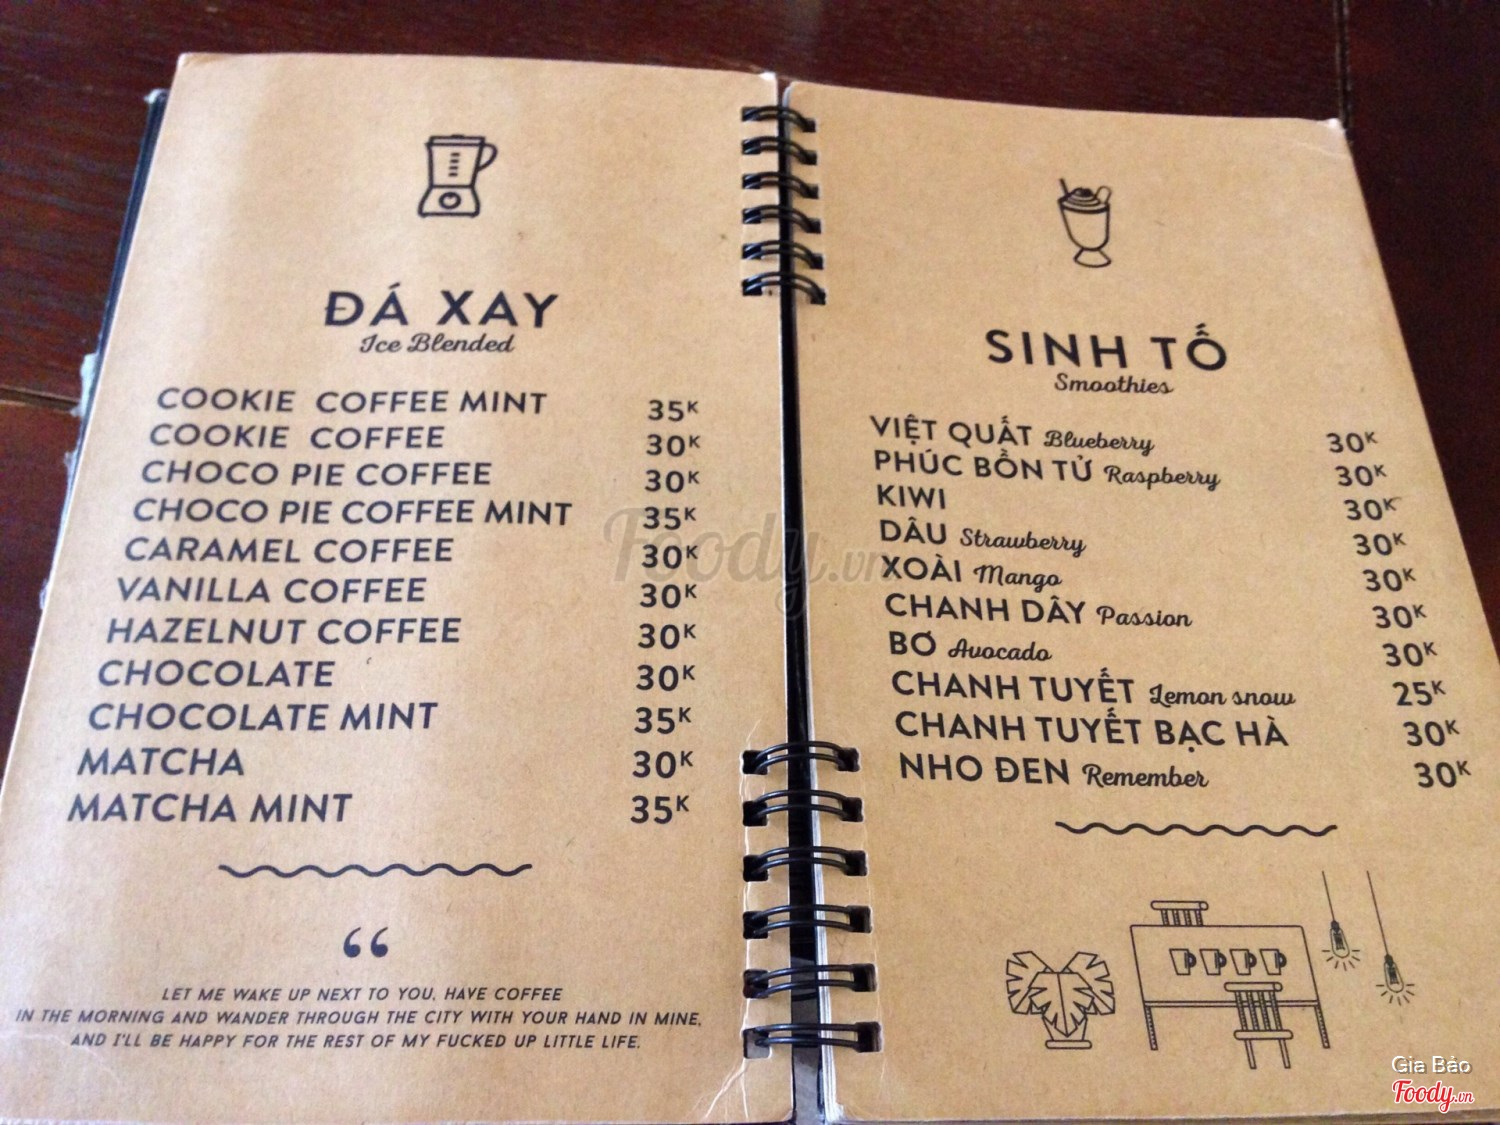 ĐÁ XAY
Ice Blended
COOKIE COFFEE MINT 35K
COOKIE COFFEE 30K
CHOCO PIE COFFEE 30K
CHOCO PIE COFFEE MINT 35K
CARAMEL COFFEE 30K
VANILLA COFFEE 30K
HAZELNUT COFFEE 30K
CHOCOLATE 30K
CHOCOLATE MINT 35K
MATCHA 30K
MATCHA MINT 35K
“
LET ME WAKE UP NEXT TO YOU, HAVE COFFEE
IN THE MORNING AND WANDER THROUGH THE CITY WITH YOUR HAND IN MINE,
AND I'LL BE HAPPY FOR THE REST OF MY FUCKED UP LITTLE LIFE.
SINH TỐ
Smoothies
VIỆT QUẤT Blueberry 30K
PHÚC BỒN TỬ Raspberry 30K
KIWI 30K
DÂU Strawberry 30K
XOÀI Mango 30K
CHANH DÂY Passion 30K
BƠ Avocado 30K
CHANH TUYẾT Lemon snow 25K
CHANH TUYẾT BẠC HÀ 30K
NHO ĐEN Remember 30K
Foody.vn
Gia Bảo
Foody.vn